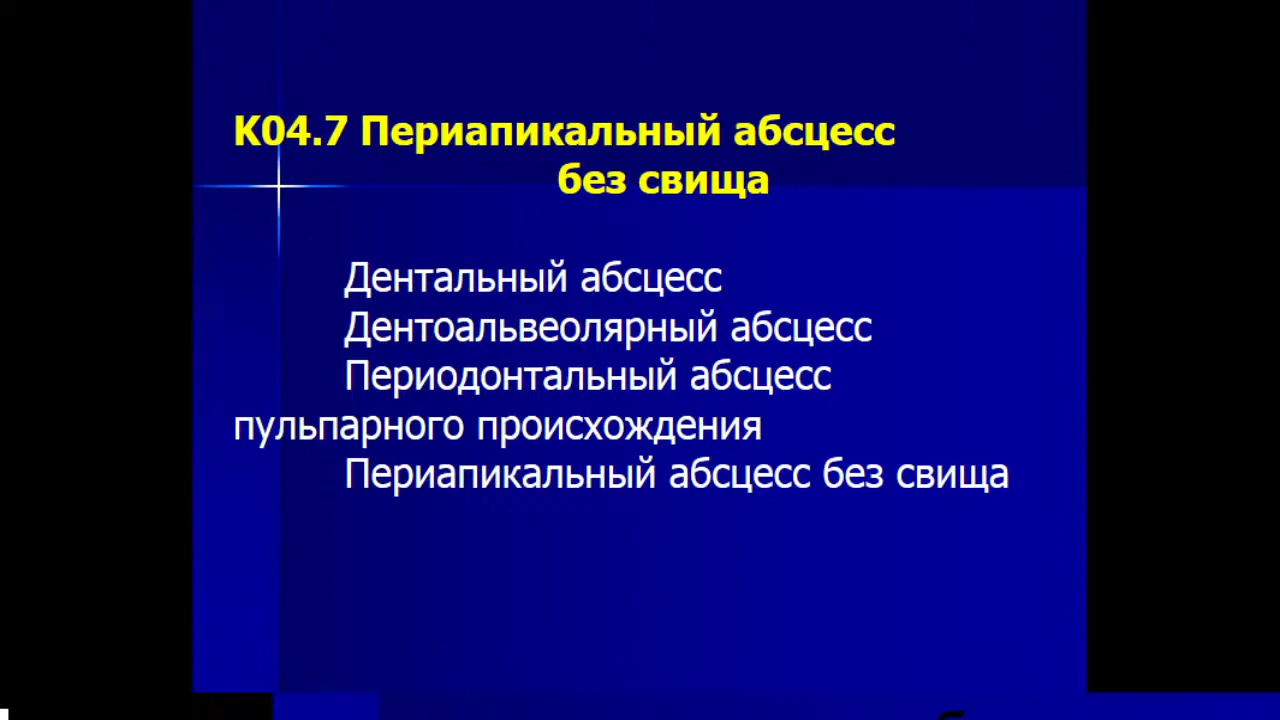 К04.7 Периапикальный абсцесс
без свища
Дентальный абсцесс
Дентоальвеолярный абсцесс
Периодонтальный абсцесс
пульпарного происхождения
Периапикальный абсцесс без свища